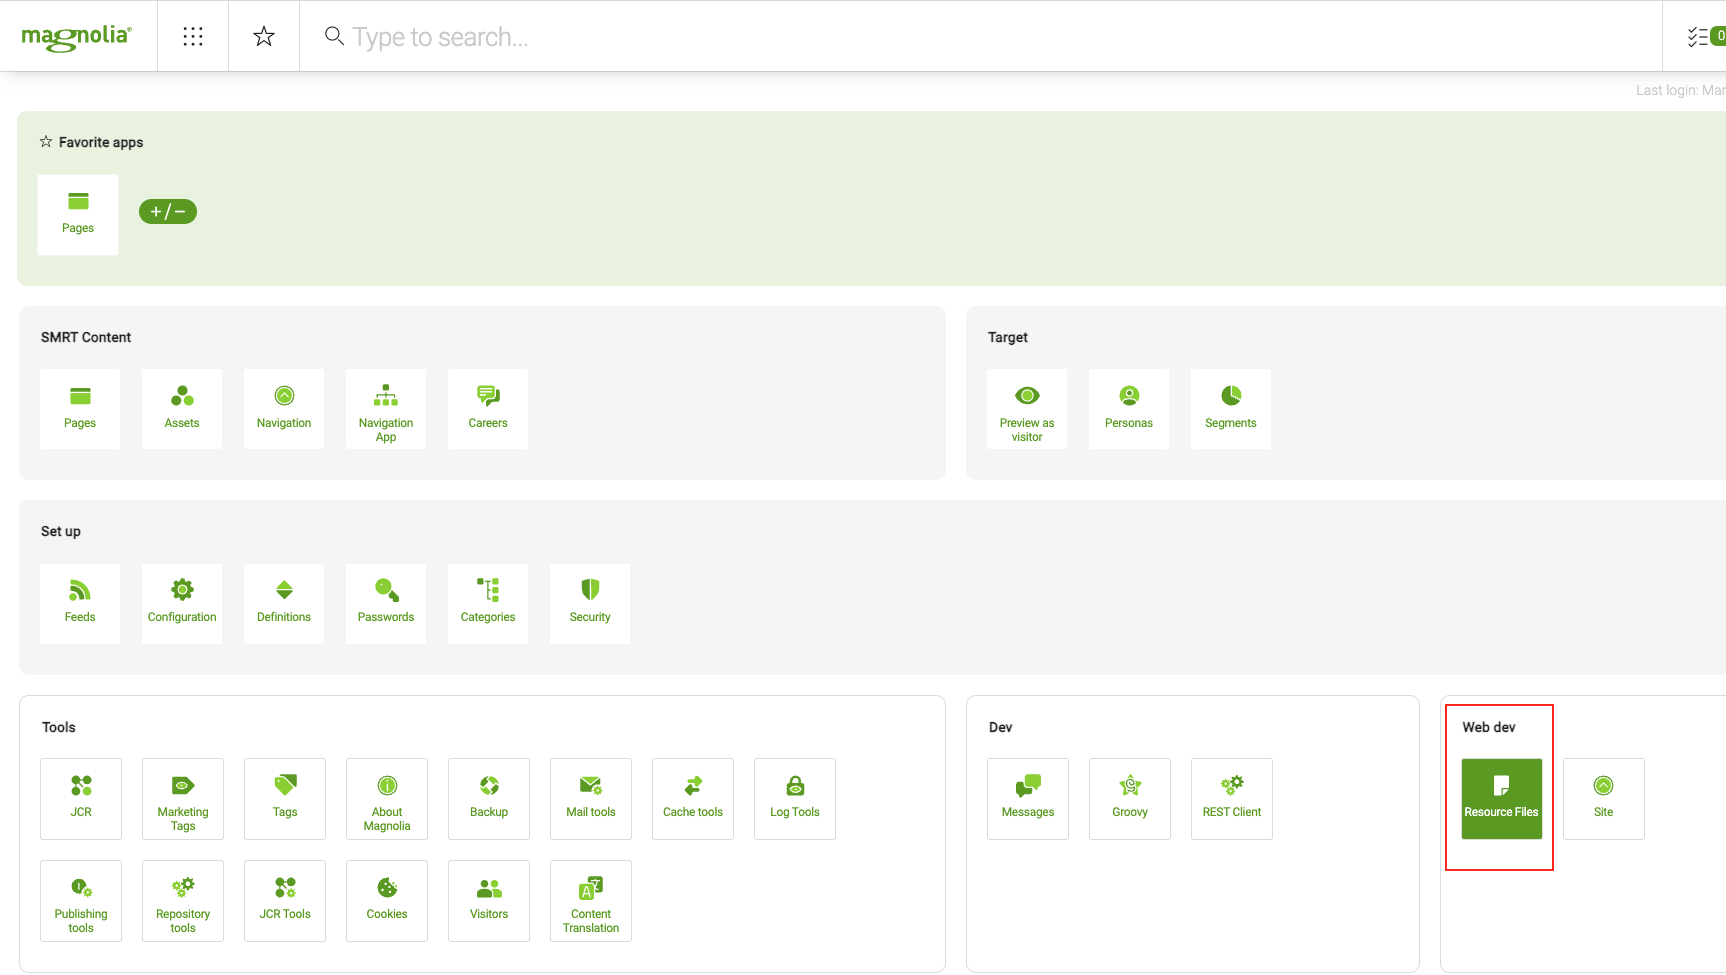 magnolia®
Type to search...
0
Last login: Mar
Favorite apps
Pages
+ / −
SMRT Content
Pages
Assets
Navigation
Navigation
App
Careers
Target
Preview as
visitor
Personas
Segments
Set up
Feeds
Configuration
Definitions
Passwords
Categories
Security
Tools
JCR
Marketing
Tags
Tags
About
Magnolia
Backup
Mail tools
Cache tools
Log Tools
Publishing
tools
Repository
tools
JCR Tools
Cookies
Visitors
Content
Translation
Dev
Messages
Groovy
REST Client
Web dev
Resource Files
Site